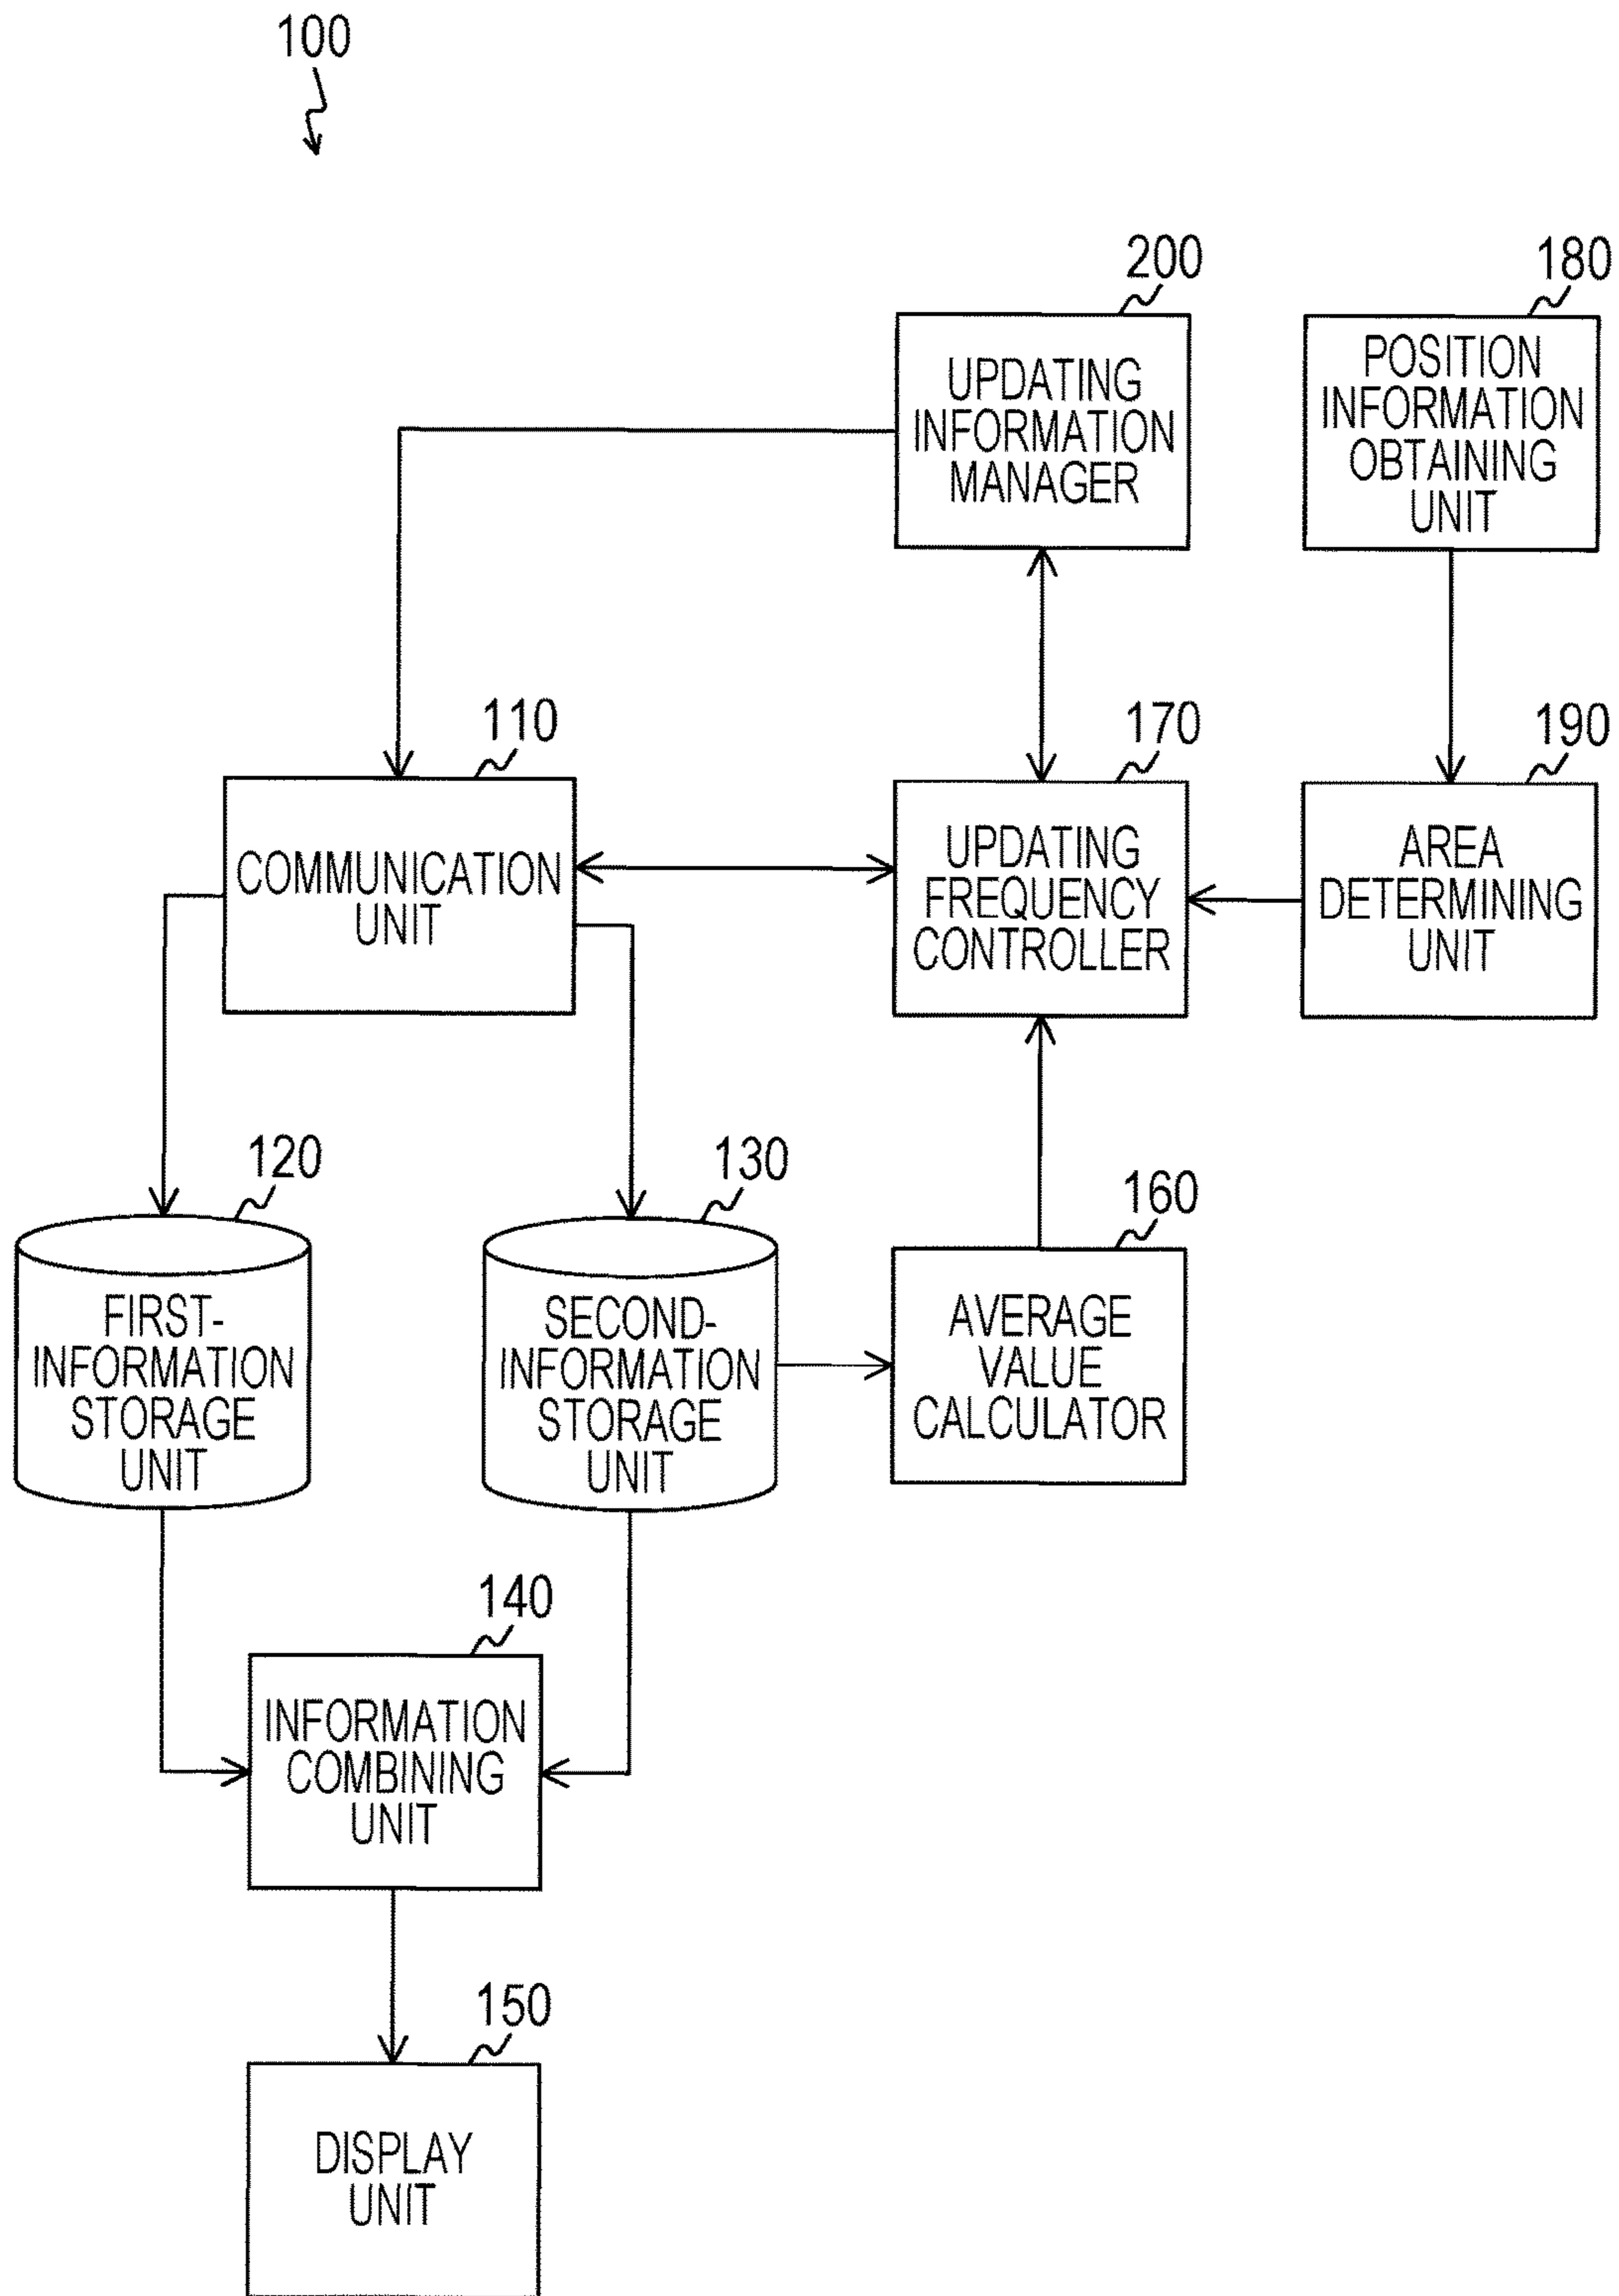 100
200
UPDATING
INFORMATION
MANAGER
180
POSITION
INFORMATION
OBTAINING
UNIT
110
COMMUNICATION
UNIT
170
UPDATING
FREQUENCY
CONTROLLER
190
AREA
DETERMINING
UNIT
120
FIRST-
INFORMATION
STORAGE
UNIT
130
SECOND-
INFORMATION
STORAGE
UNIT
160
AVERAGE
VALUE
CALCULATOR
140
INFORMATION
COMBINING
UNIT
150
DISPLAY
UNIT